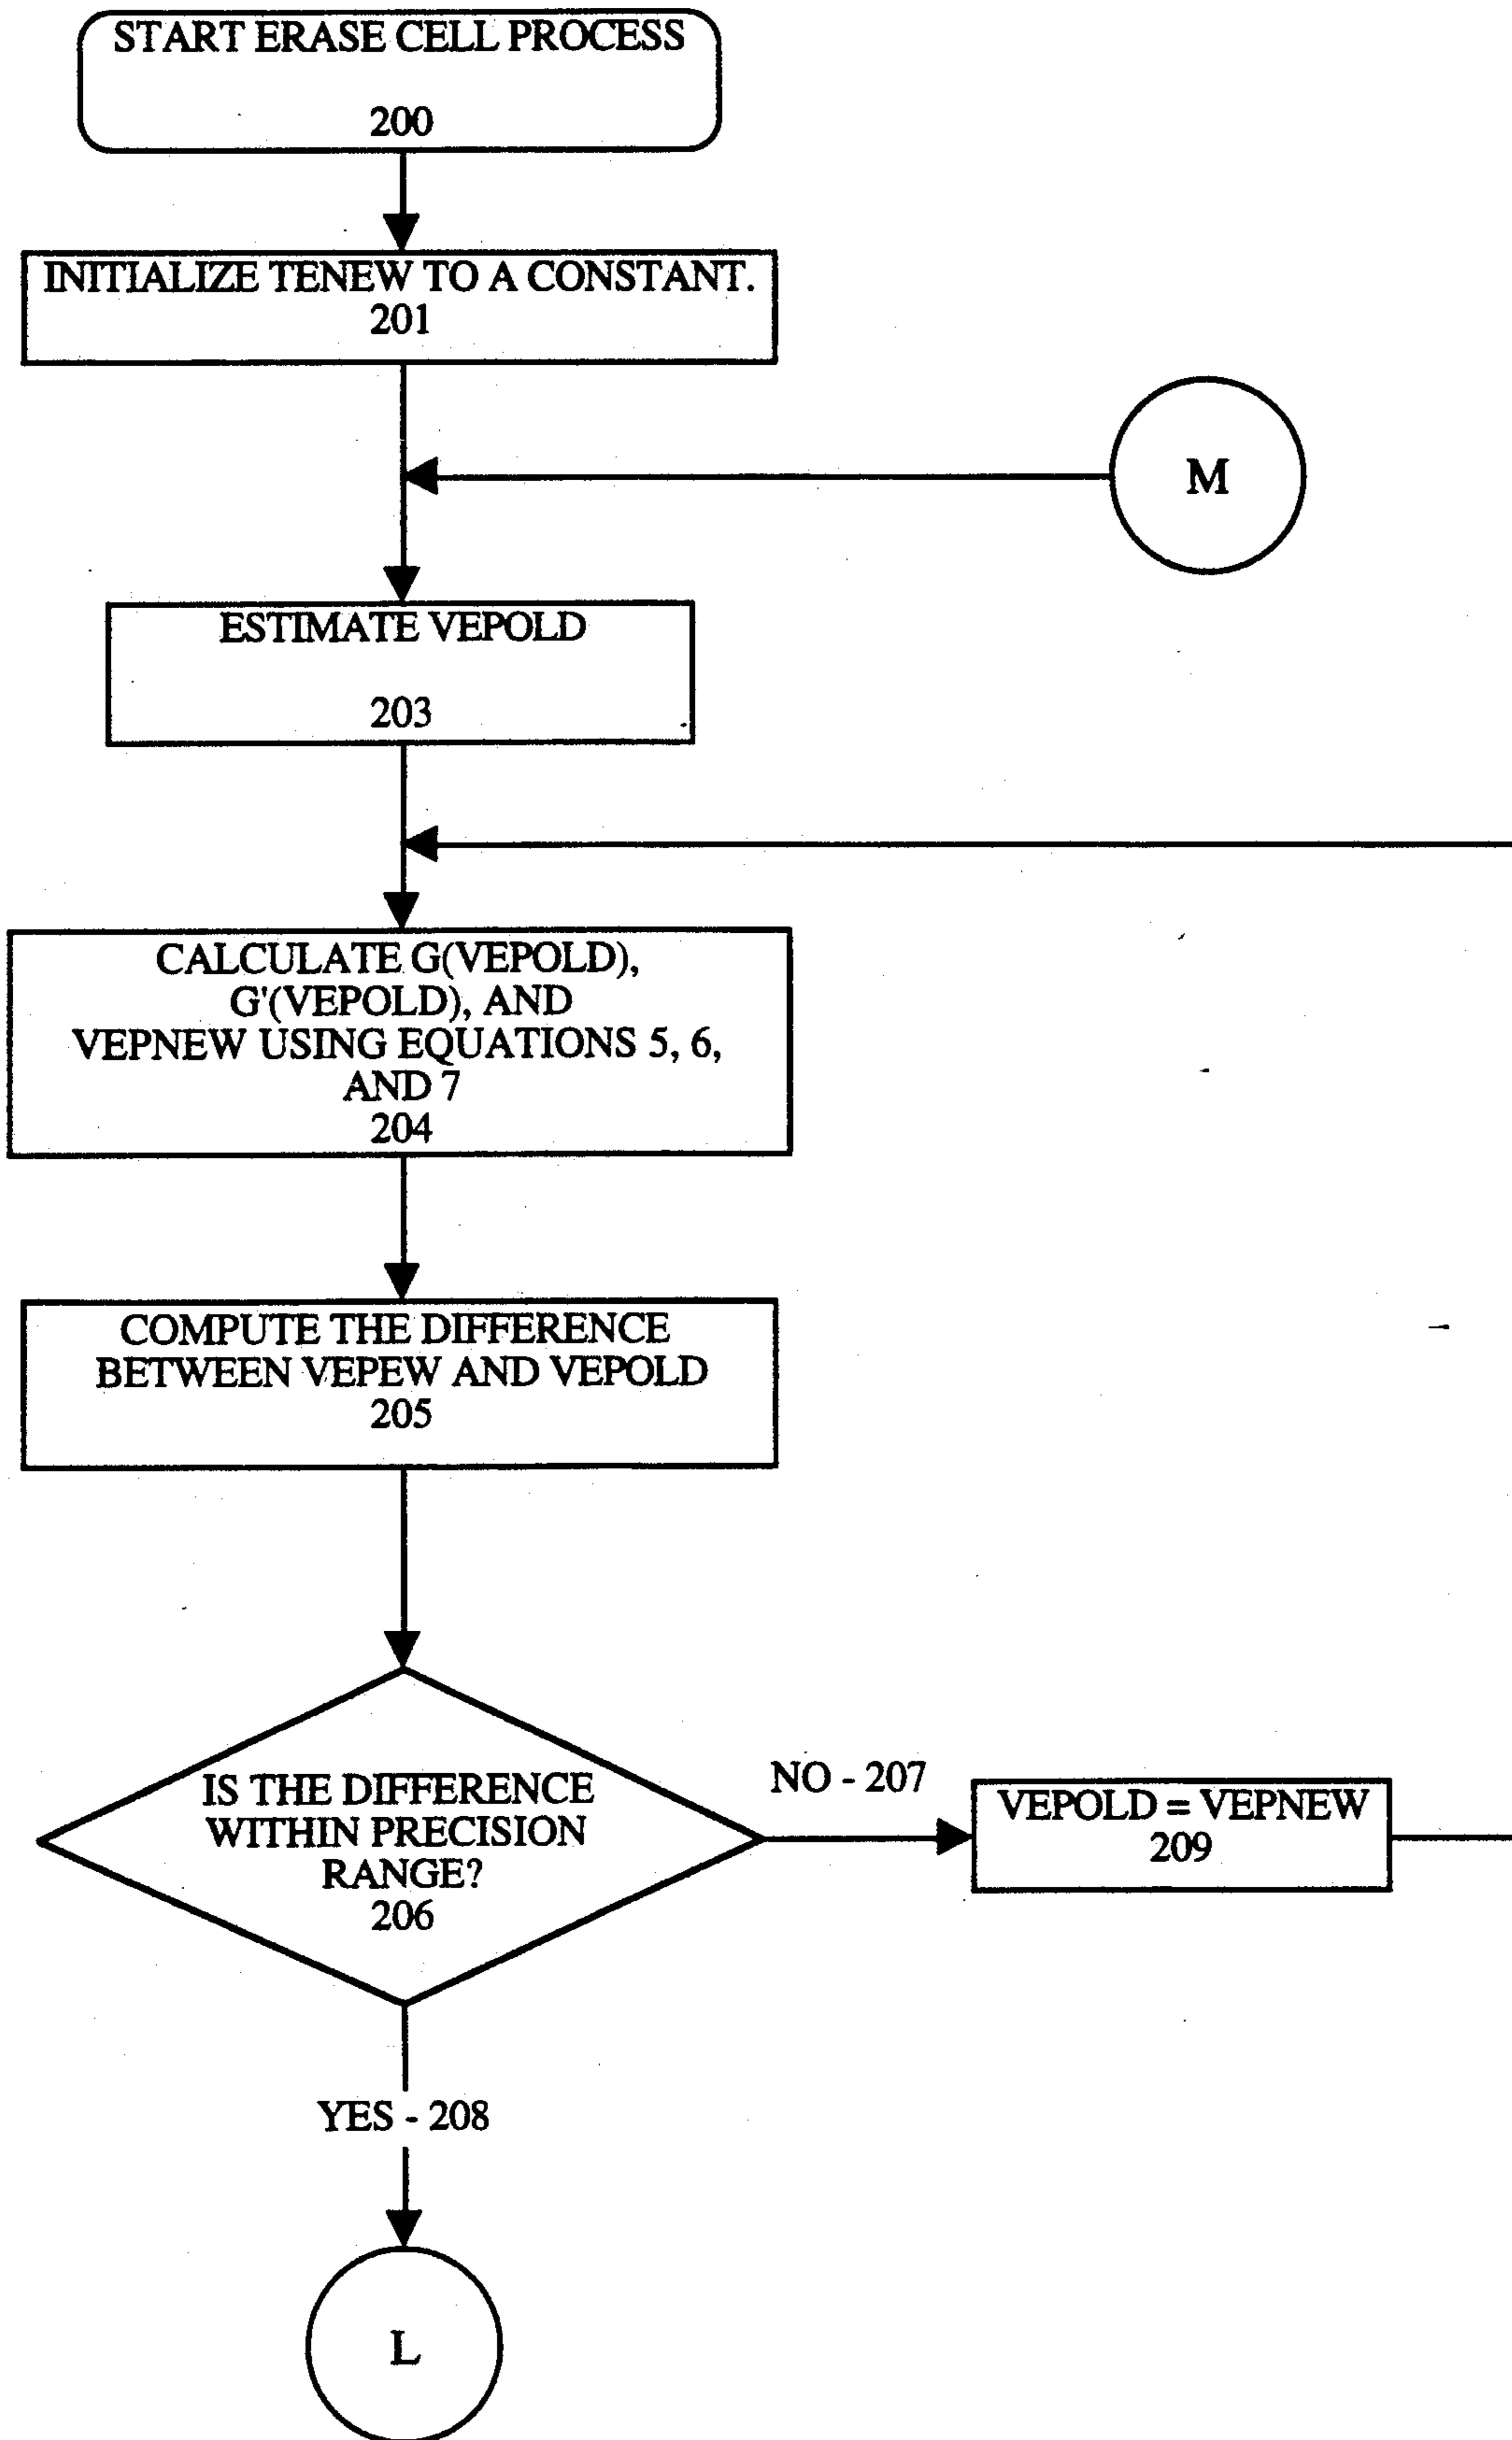 START ERASE CELL PROCESS
200
INITIALIZE TENEW TO A CONSTANT.
201
M
ESTIMATE VEPOLD
203
CALCULATE G(VEPOLD),
G'(VEPOLD), AND
VEPNEW USING EQUATIONS 5, 6,
AND 7
204
COMPUTE THE DIFFERENCE
BETWEEN VEPEW AND VEPOLD
205
IS THE DIFFERENCE
WITHIN PRECISION
RANGE?
206
NO - 207
VEPOLD = VEPNEW
209
YES - 208
L